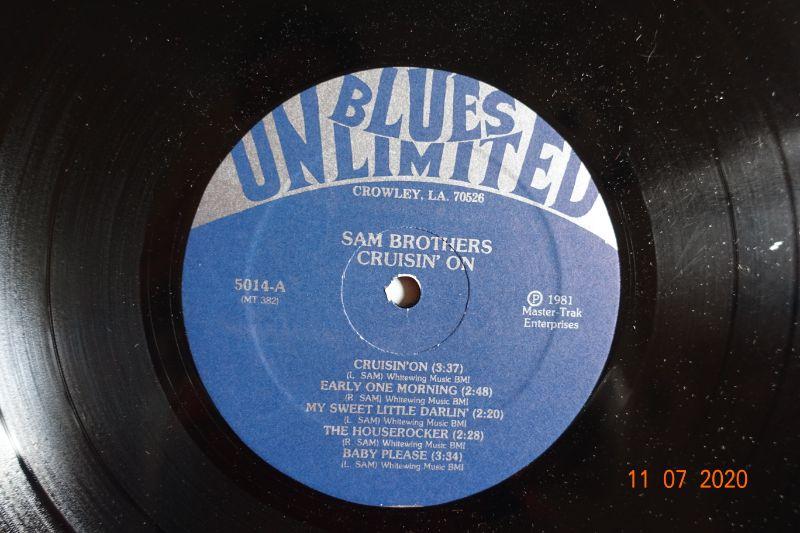 BLUES
UNLIMITED
CROWLEY, LA. 70526
SAM BROTHERS
CRUISIN' ON
5014-A
(MT 382)
℗ 1981
Master-Trak
Enterprises
CRUISIN'ON (3:37)
(L. SAM) Whitewing Music BMI
EARLY ONE MORNING (2:48)
(R. SAM) Whitewing Music BMI
MY SWEET LITTLE DARLIN' (2:20)
(L. SAM) Whitewing Music BMI
THE HOUSEROCKER (2:28)
(R. SAM) Whitewing Music BMI
BABY PLEASE (3:34)
(L. SAM) Whitewing Music BMI
11 07 2020